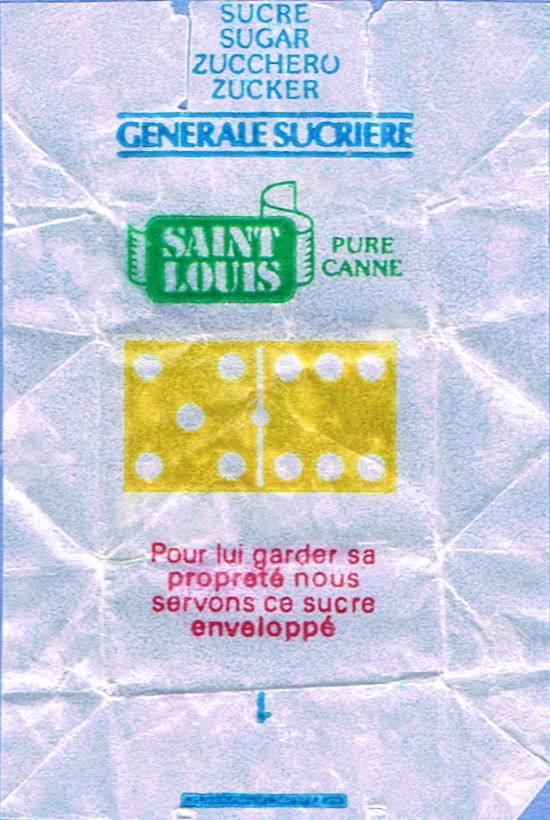 SUCRE
SUGAR
ZUCCHERO
ZUCKER
GENERALE SUCRIERE
SAINT
LOUIS
PURE
CANNE
Pour lui garder sa
propreté nous
servons ce sucre
enveloppé
1